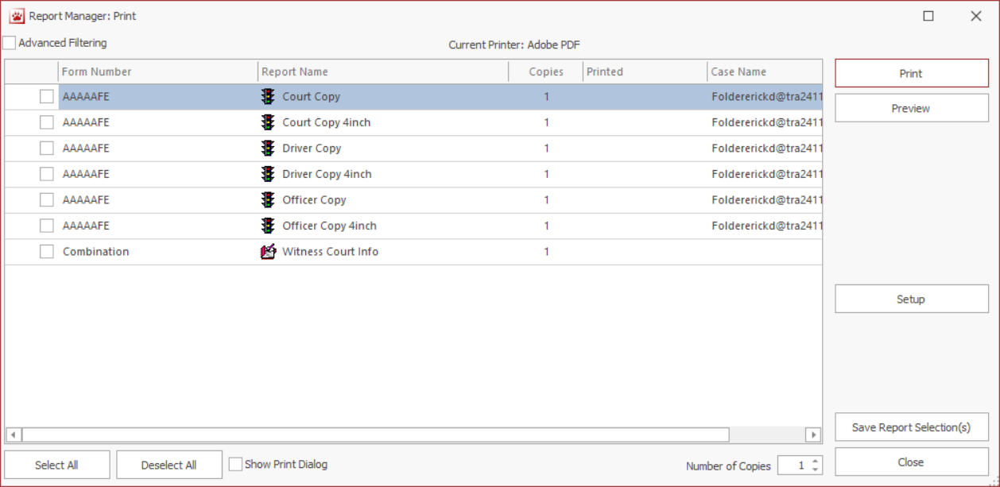 Report Manager: Print
Advanced Filtering
Current Printer: Adobe PDF
Form Number Report Name Copies Printed Case Name
AAAAAFE Court Copy 1 Foldererickd@tra2411
AAAAAFE Court Copy 4inch 1 Foldererickd@tra2411
AAAAAFE Driver Copy 1 Foldererickd@tra2411
AAAAAFE Driver Copy 4inch 1 Foldererickd@tra2411
AAAAAFE Officer Copy 1 Foldererickd@tra2411
AAAAAFE Officer Copy 4inch 1 Foldererickd@tra2411
Combination Witness Court Info 1
Print
Preview
Setup
Save Report Selection(s)
Close
Select All Deselect All Show Print Dialog Number of Copies 1